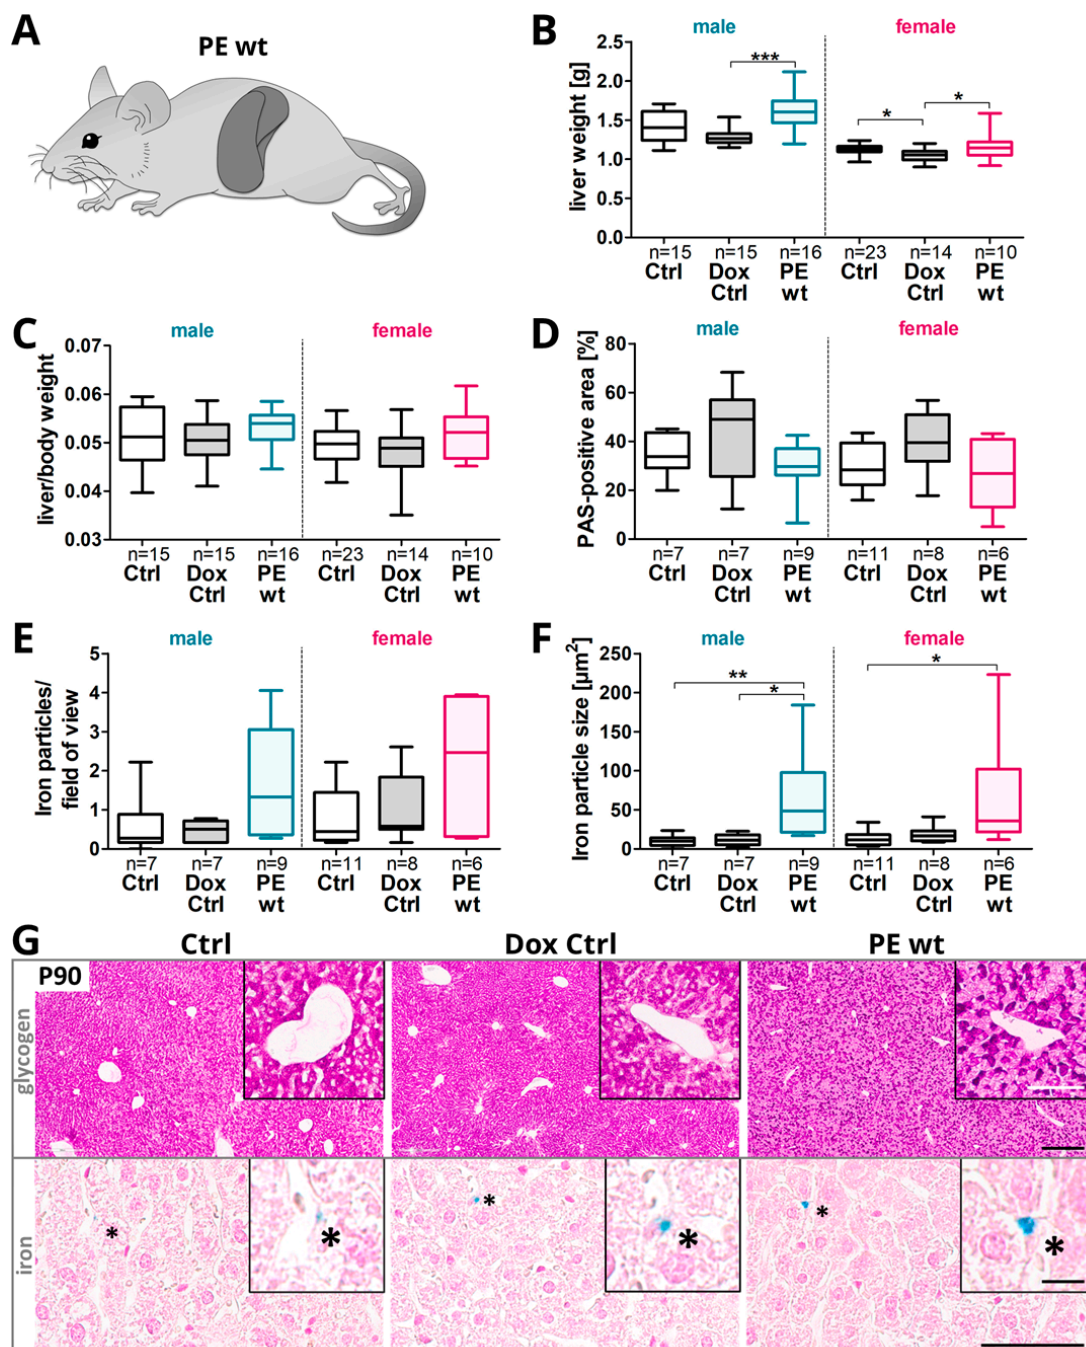 A
PE wt
B
male
female
liver weight [g]
2.5
2.0
1.5
1.0
0.5
0.0
***
*
*
n=15
n=15
n=16
n=23
n=14
n=10
Ctrl
Dox
Ctrl
PE
wt
Ctrl
Dox
Ctrl
PE
wt
C
male
female
liver/body weight
0.07
0.06
0.05
0.04
0.03
n=15
n=15
n=16
n=23
n=14
n=10
Ctrl
Dox
Ctrl
PE
wt
Ctrl
Dox
Ctrl
PE
wt
D
male
female
PAS-positive area [%]
80
60
40
20
0
n=7
n=7
n=9
n=11
n=8
n=6
Ctrl
Dox
Ctrl
PE
wt
Ctrl
Dox
Ctrl
PE
wt
E
male
female
Iron particles/
field of view
5
4
3
2
1
0
n=7
n=7
n=9
n=11
n=8
n=6
Ctrl
Dox
Ctrl
PE
wt
Ctrl
Dox
Ctrl
PE
wt
F
male
female
Iron particle size [µm²]
250
200
150
100
50
0
**
*
*
n=7
n=7
n=9
n=11
n=8
n=6
Ctrl
Dox
Ctrl
PE
wt
Ctrl
Dox
Ctrl
PE
wt
G
Ctrl
Dox Ctrl
PE wt
P90
glycogen
iron
*
*
*
*
*
*